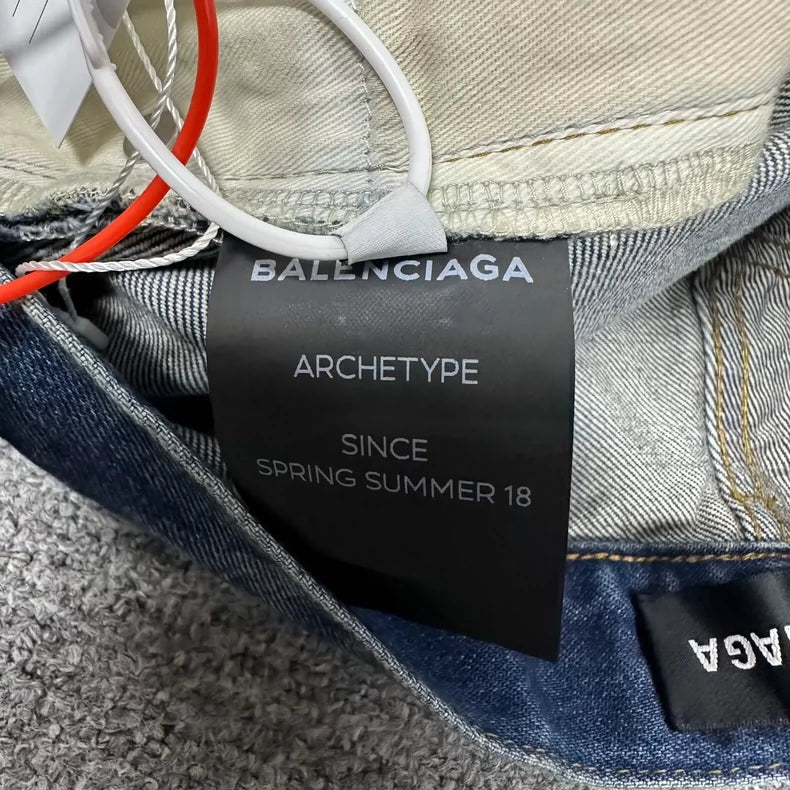 BALENCIAGA
ARCHETYPE
SINCE
SPRING SUMMER 18